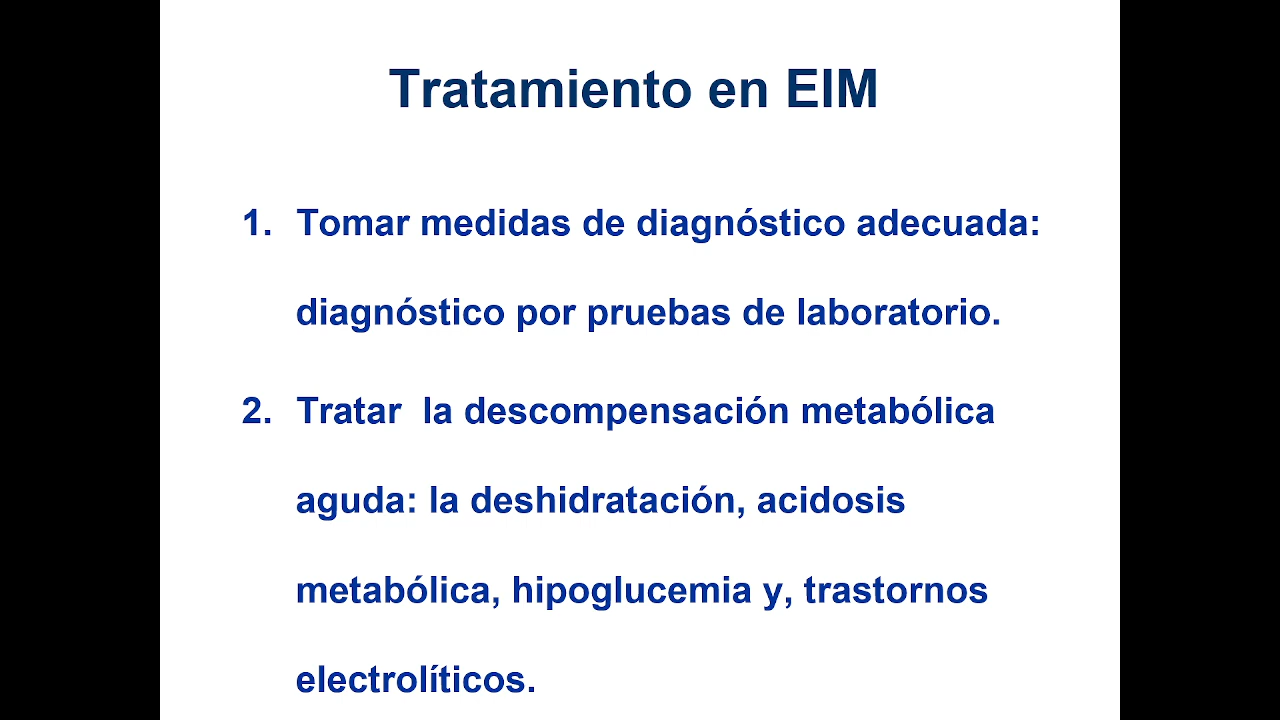 Tratamiento en EIM
1. Tomar medidas de diagnóstico adecuada:
diagnóstico por pruebas de laboratorio.
2. Tratar  la descompensación metabólica
aguda: la deshidratación, acidosis
metabólica, hipoglucemia y, trastornos
electrolíticos.